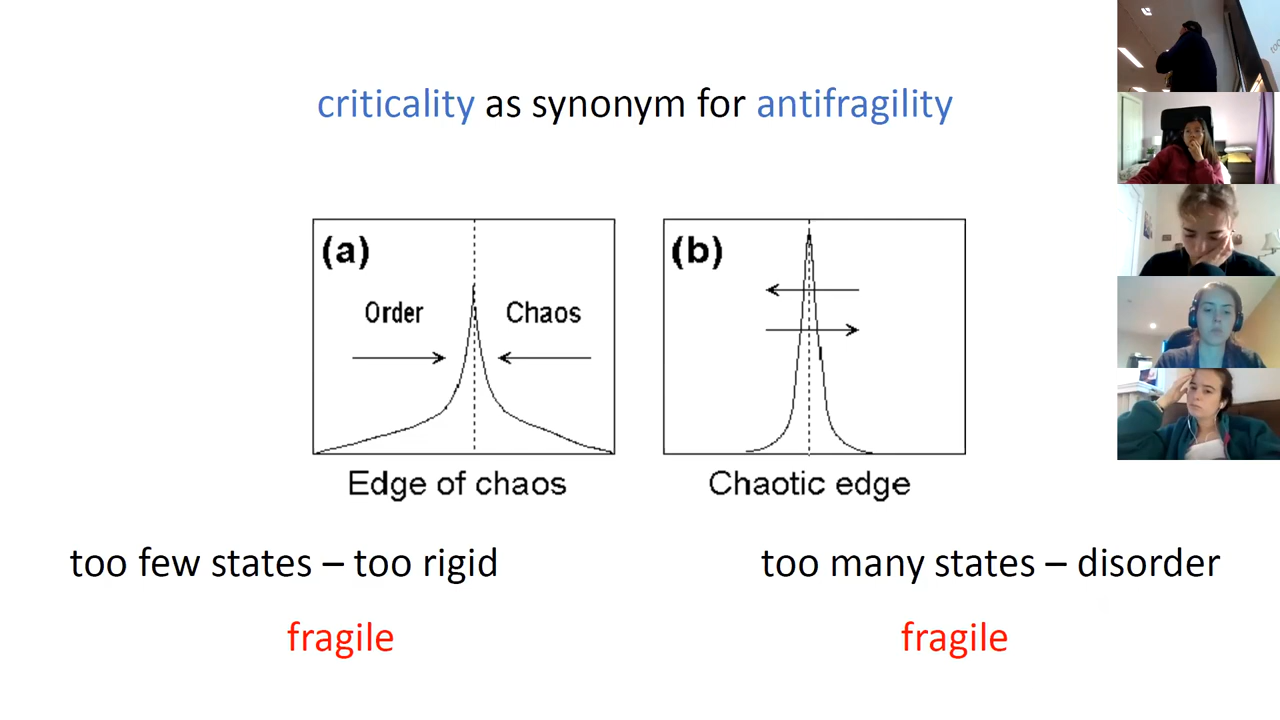 criticality as synonym for antifragility
(a)
Order
Chaos
Edge of chaos
(b)
Chaotic edge
too few states – too rigid
too many states – disorder
fragile
fragile